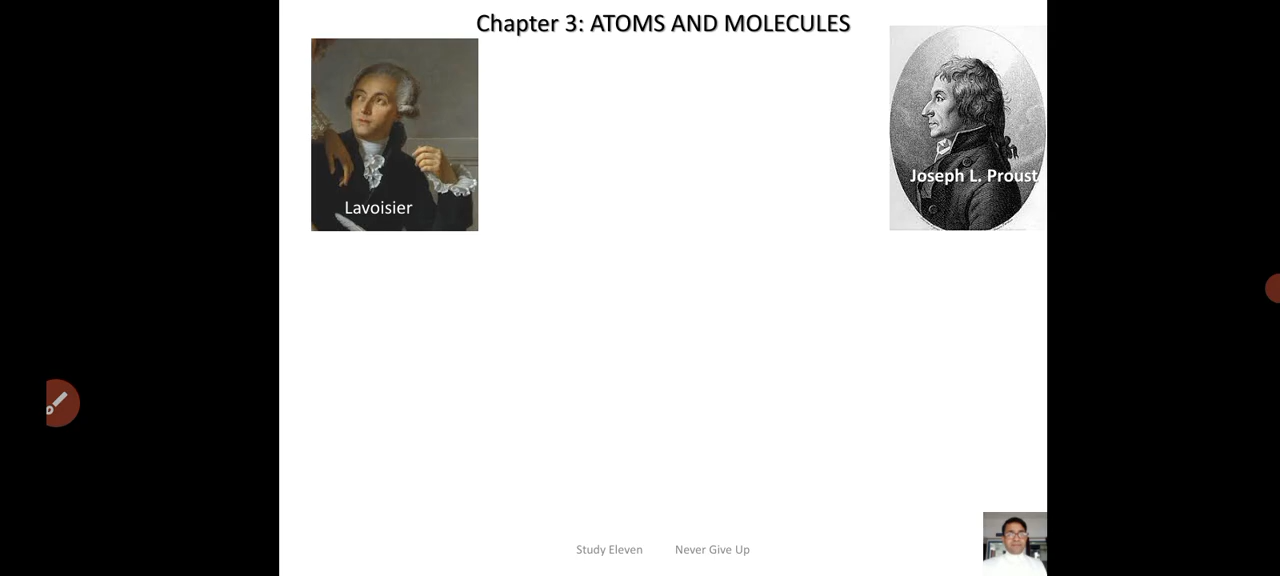 Chapter 3: ATOMS AND MOLECULES
Lavoisier
Joseph L. Proust
Study Eleven Never Give Up